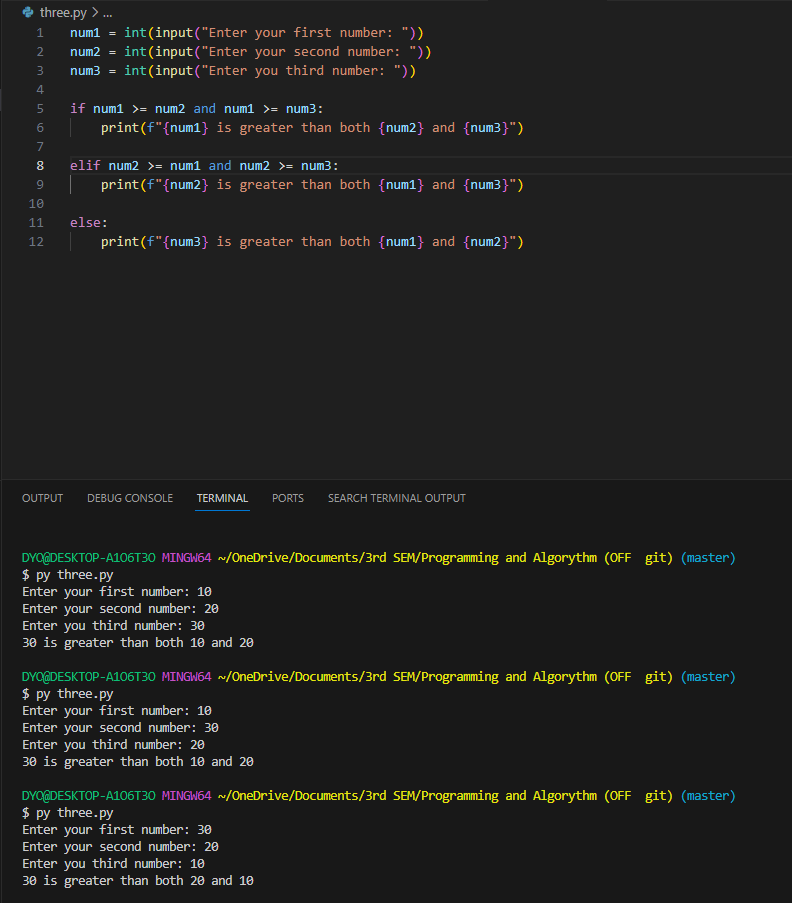 three.py > ...
1 num1 = int(input("Enter your first number: "))
2 num2 = int(input("Enter your second number: "))
3 num3 = int(input("Enter you third number: "))
4
5 if num1 >= num2 and num1 >= num3:
6     print(f"{num1} is greater than both {num2} and {num3}")
7
8 elif num2 >= num1 and num2 >= num3:
9     print(f"{num2} is greater than both {num1} and {num3}")
10
11 else:
12     print(f"{num3} is greater than both {num1} and {num2}")
OUTPUT DEBUG CONSOLE TERMINAL PORTS SEARCH TERMINAL OUTPUT
DYO@DESKTOP-A1O6T3O MINGW64 ~/OneDrive/Documents/3rd SEM/Programming and Algorythm (OFF  git) (master)
$ py three.py
Enter your first number: 10
Enter your second number: 20
Enter you third number: 30
30 is greater than both 10 and 20
DYO@DESKTOP-A1O6T3O MINGW64 ~/OneDrive/Documents/3rd SEM/Programming and Algorythm (OFF  git) (master)
$ py three.py
Enter your first number: 10
Enter your second number: 30
Enter you third number: 20
30 is greater than both 10 and 20
DYO@DESKTOP-A1O6T3O MINGW64 ~/OneDrive/Documents/3rd SEM/Programming and Algorythm (OFF  git) (master)
$ py three.py
Enter your first number: 30
Enter your second number: 20
Enter you third number: 10
30 is greater than both 20 and 10